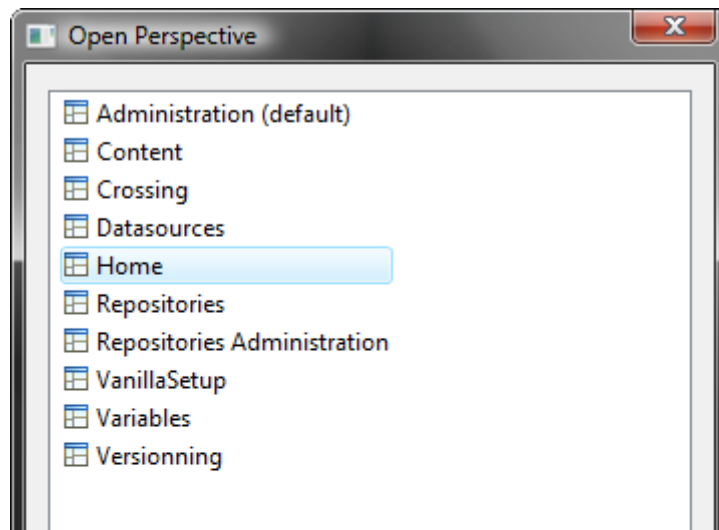 Open Perspective
Administration (default)
Content
Crossing
Datasources
Home
Repositories
Repositories Administration
VanillaSetup
Variables
Versionning